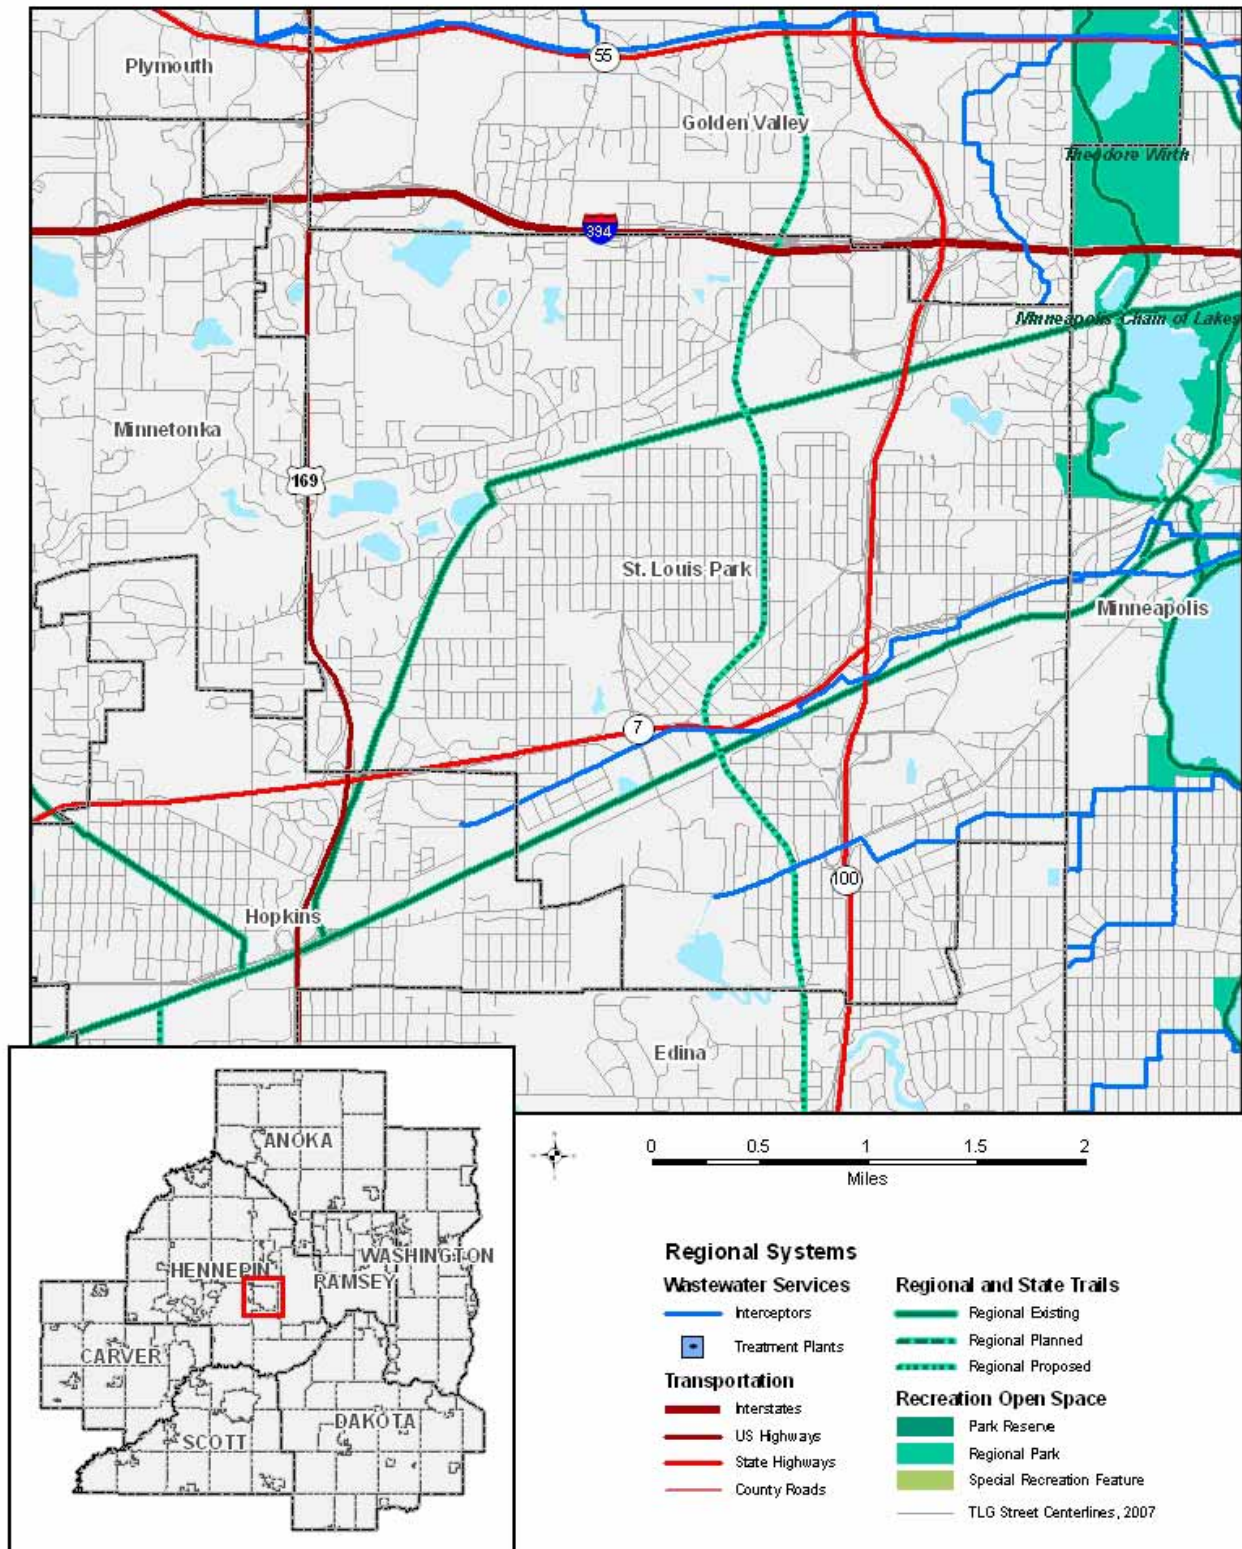 55
Plymouth
Golden Valley
Theodore Wirth
394
Minneapolis Chain of Lakes
Minnetonka
169
St. Louis Park
Minneapolis
7
100
Hopkins
Edina
ANOKA
WASHINGTON
HENNEPIN
RAMSEY
CARVER
DAKOTA
SCOTT
0 0.5 1 1.5 2
Miles
Regional Systems
Wastewater Services
Interceptors
Treatment Plants
Transportation
Interstates
US Highways
State Highways
County Roads
Regional and State Trails
Regional Existing
Regional Planned
Regional Proposed
Recreation Open Space
Park Reserve
Regional Park
Special Recreation Feature
TLG Street Centerlines, 2007